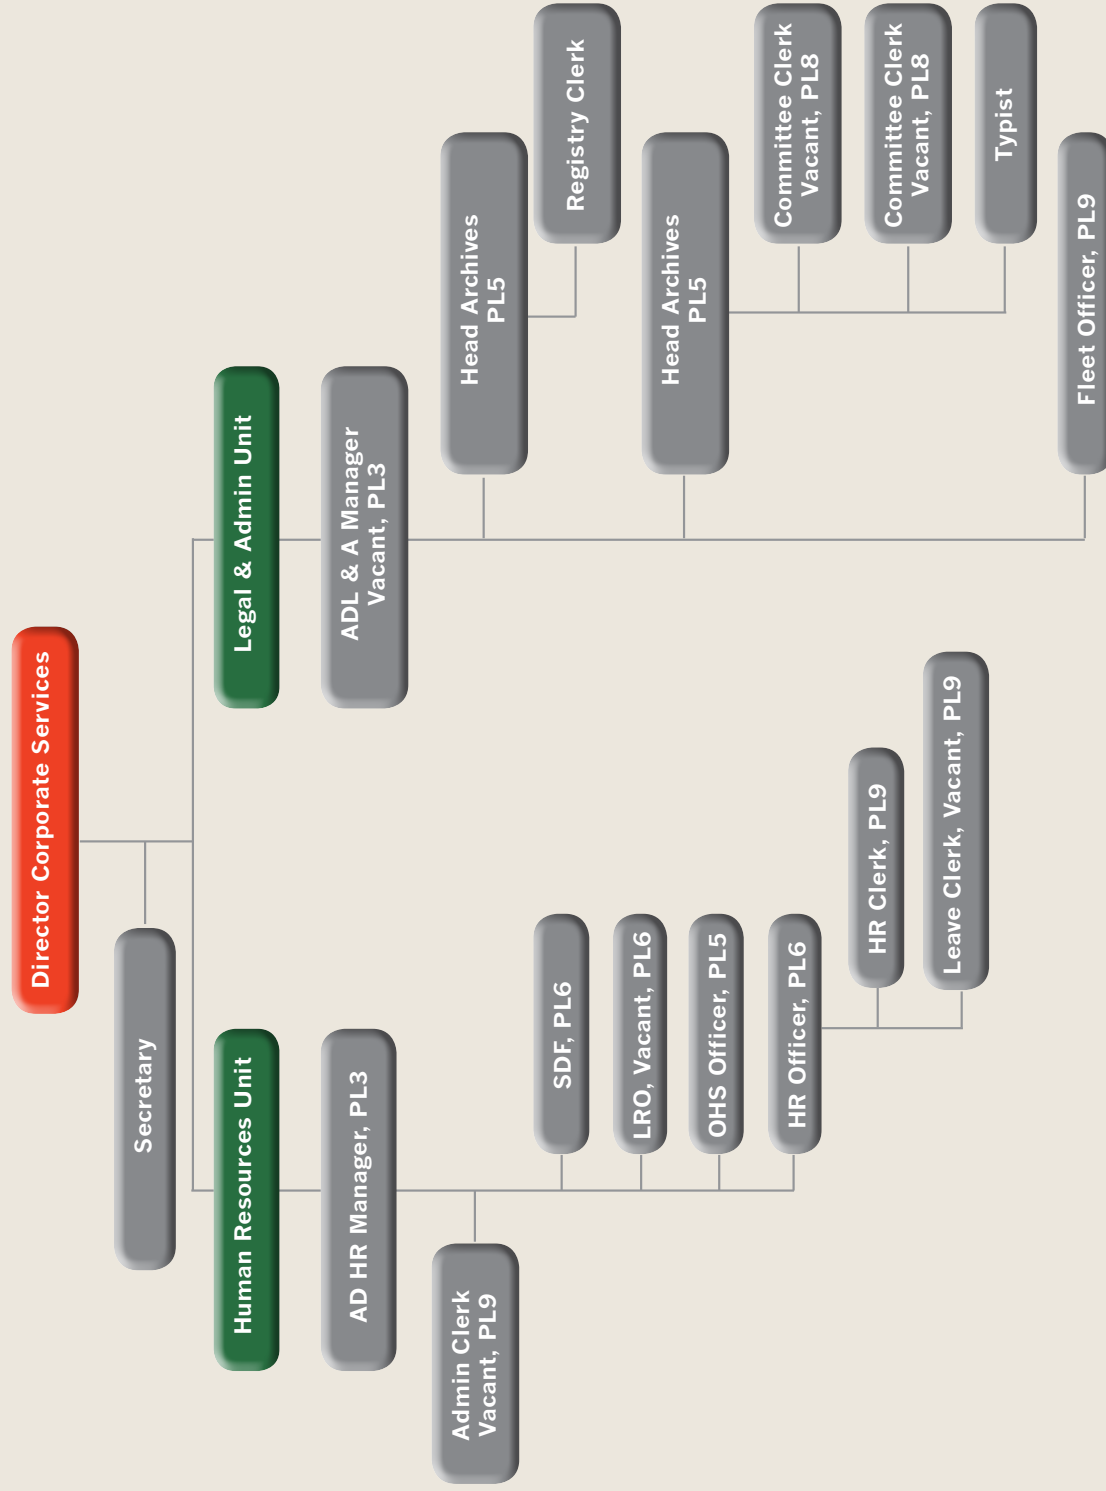 Director Corporate Services
Secretary
Human Resources Unit
AD HR Manager, PL3
Admin Clerk
Vacant, PL9
SDF, PL6
LRO, Vacant, PL6
OHS Officer, PL5
HR Officer, PL6
HR Clerk, PL9
Leave Clerk, Vacant, PL9
Legal & Admin Unit
ADL & A Manager
Vacant, PL3
Head Archives
PL5
Registry Clerk
Head Archives
PL5
Committee Clerk
Vacant, PL8
Committee Clerk
Vacant, PL8
Typist
Fleet Officer, PL9